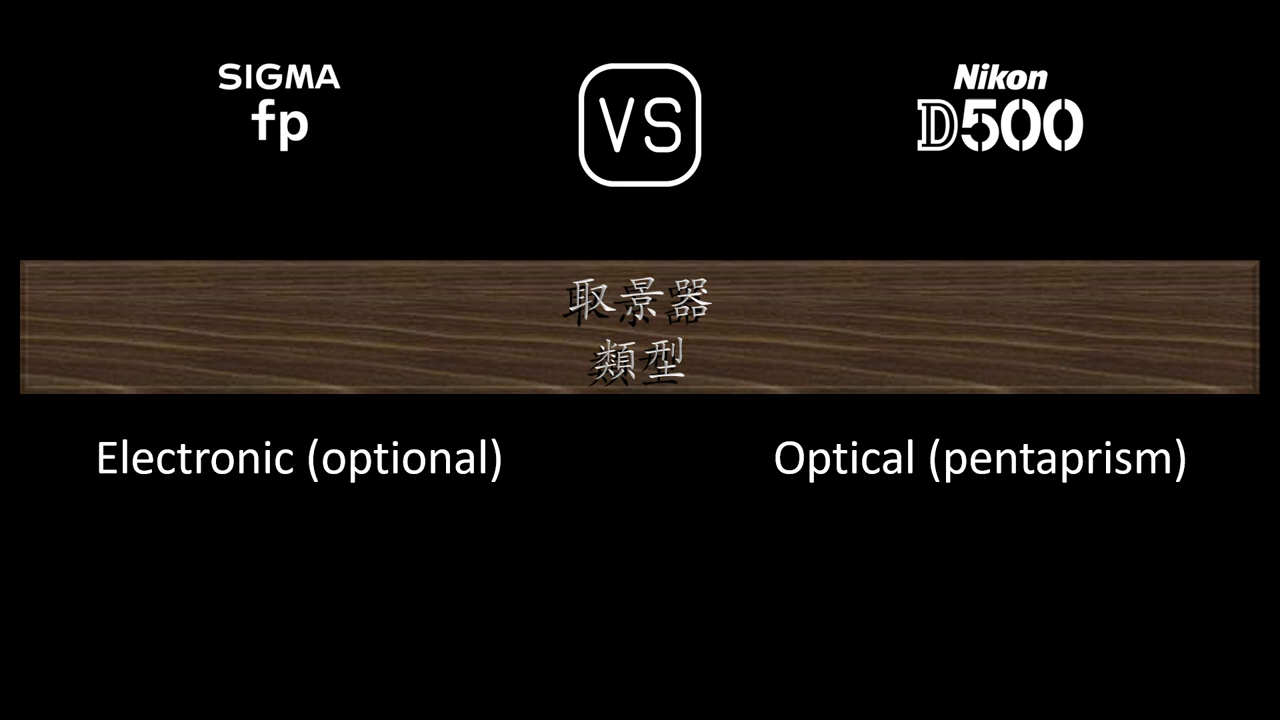 SIGMA
fp
VS
Nikon
D500
取景器
類型
Electronic (optional)
Optical (pentaprism)